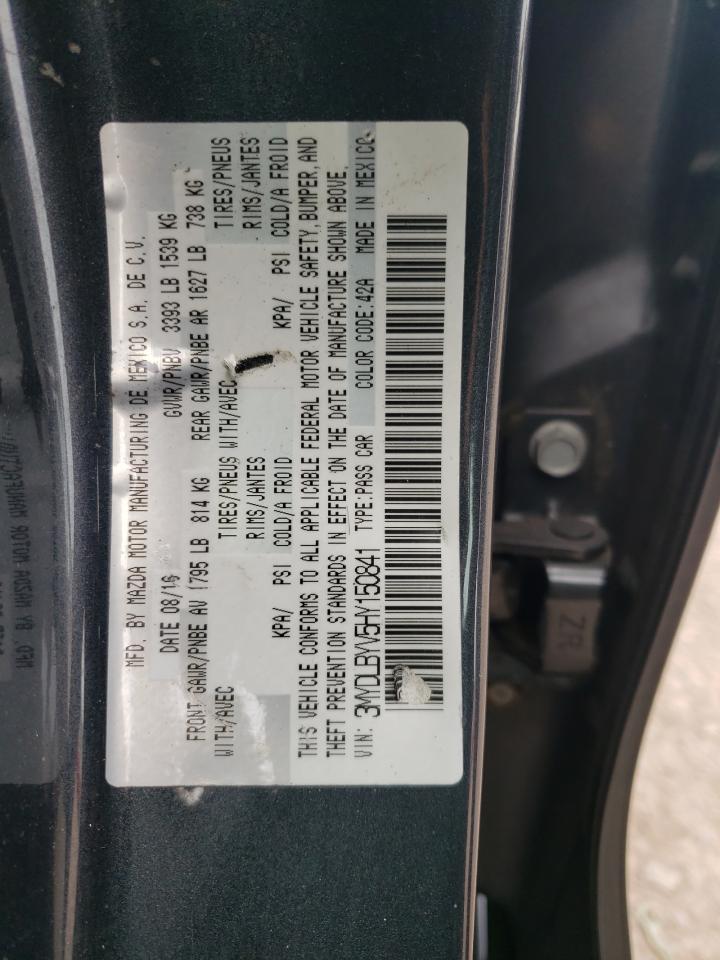 MFD. BY MAZDA MOTOR MANUFACTURING DE MEXICO S.A. DE C.V.
DATE 08/16 GVWR/PNBV 3393 LB 1539 KG
FRONT GAWR/PNBE AV 1795 LB 814 KG REAR GAWR/PNBE AR 1627 LB 738 KG
WITH/AVEC TIRES/PNEUS WITH/AVEC TIRES/PNEUS
RIMS/JANTES RIMS/JANTES
KPA/ PSI COLD/A FROID KPA/ PSI COLD/A FROID
THIS VEHICLE CONFORMS TO ALL APPLICABLE FEDERAL MOTOR VEHICLE SAFETY, BUMPER, AND
THEFT PREVENTION STANDARDS IN EFFECT ON THE DATE OF MANUFACTURE SHOWN ABOVE.
VIN: 3MYDLBYV5HY150841 TYPE:PASS CAR COLOR CODE:42A MADE IN MEXICO
ZR